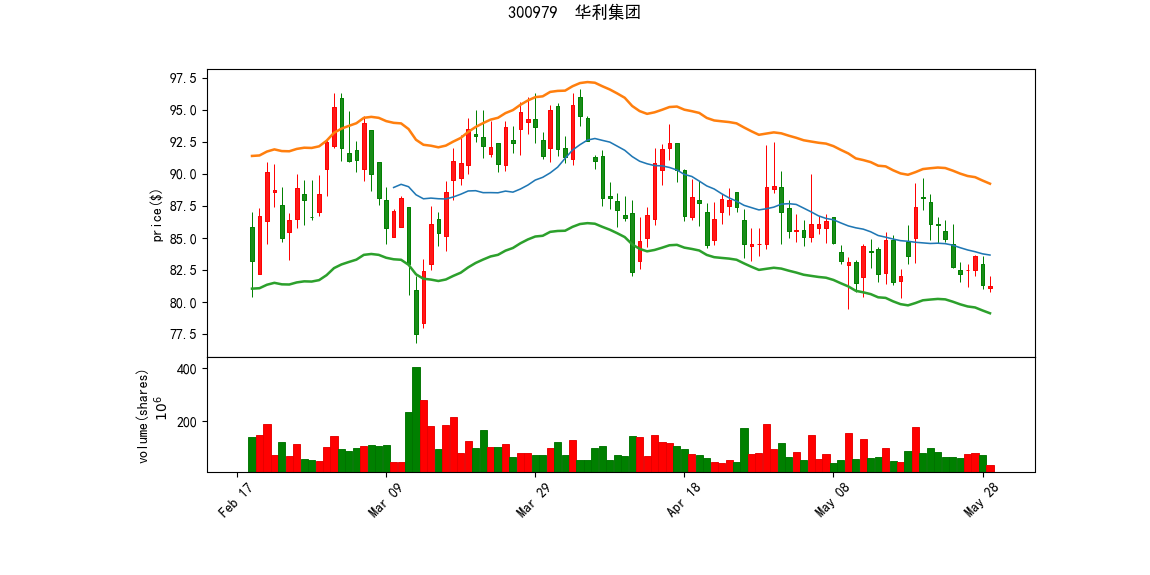 300979 华利集团
97.5
95.0
92.5
90.0
87.5
85.0
82.5
80.0
77.5
price($)
400
200
volume(shares)
10^6
Feb 17
Mar 09
Mar 29
Apr 18
May 08
May 28